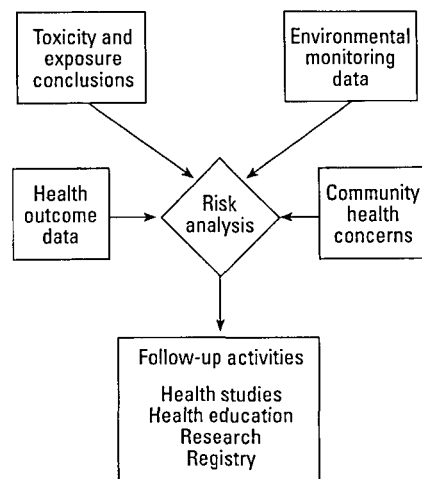 Toxicity and
exposure
conclusions
Environmental
monitoring
data
Health
outcome
data
Risk
analysis
Community
health
concerns
Follow-up activities
Health studies
Health education
Research
Registry